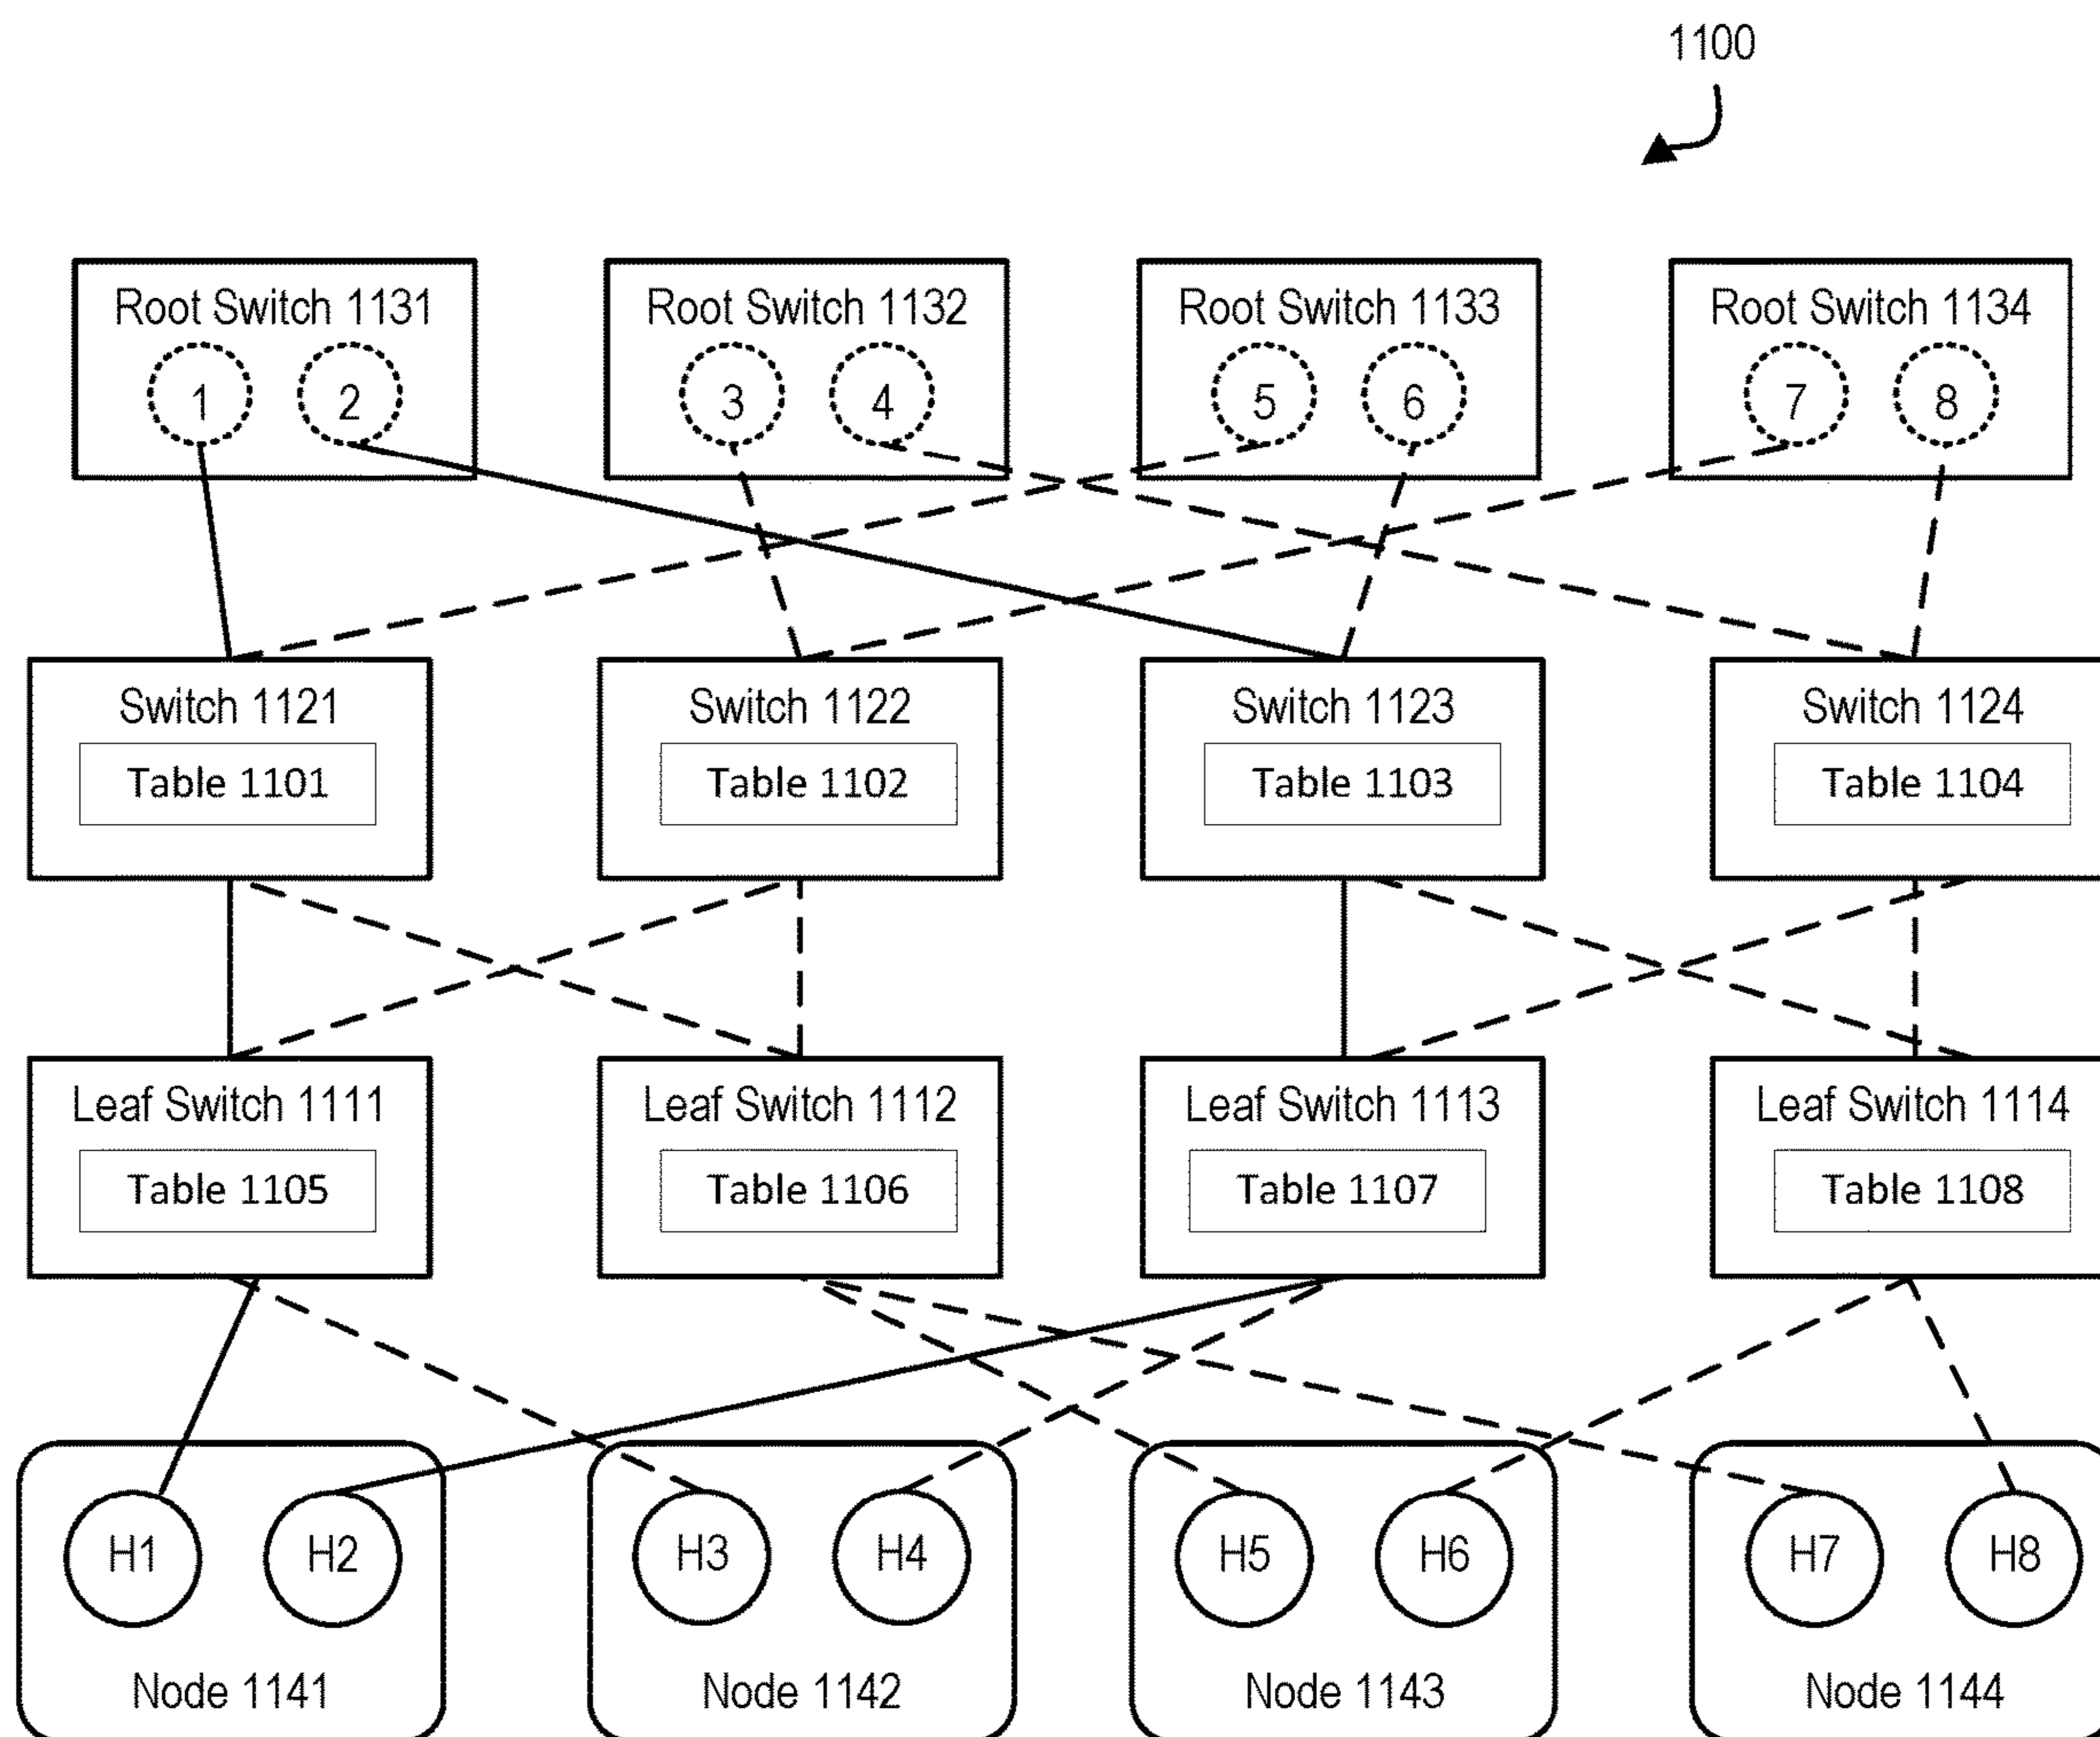 1100
Root Switch 1131
Root Switch 1132
Root Switch 1133
Root Switch 1134
1 2
3 4
5 6
7 8
Switch 1121
Switch 1122
Switch 1123
Switch 1124
Table 1101
Table 1102
Table 1103
Table 1104
Leaf Switch 1111
Leaf Switch 1112
Leaf Switch 1113
Leaf Switch 1114
Table 1105
Table 1106
Table 1107
Table 1108
H1 H2
H3 H4
H5 H6
H7 H8
Node 1141
Node 1142
Node 1143
Node 1144